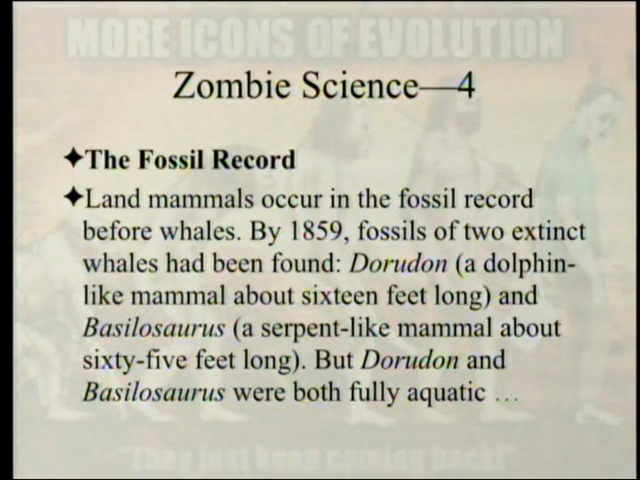 MORE ICONS OF EVOLUTION
Zombie Science—4
✦The Fossil Record
✦Land mammals occur in the fossil record
before whales. By 1859, fossils of two extinct
whales had been found: Dorudon (a dolphin-
like mammal about sixteen feet long) and
Basilosaurus (a serpent-like mammal about
sixty-five feet long). But Dorudon and
Basilosaurus were both fully aquatic …
"They just keep coming back!"